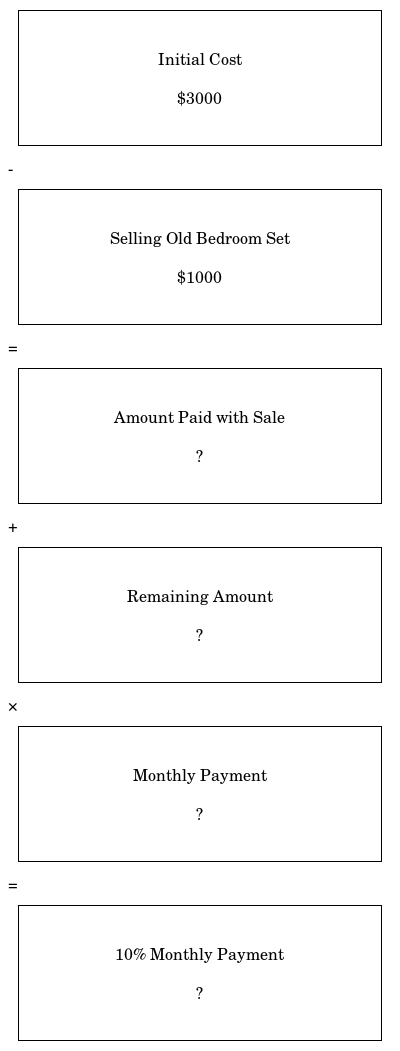 Initial Cost
$3000
-
Selling Old Bedroom Set
$1000
=
Amount Paid with Sale
?
+
Remaining Amount
?
×
Monthly Payment
?
=
10% Monthly Payment
?